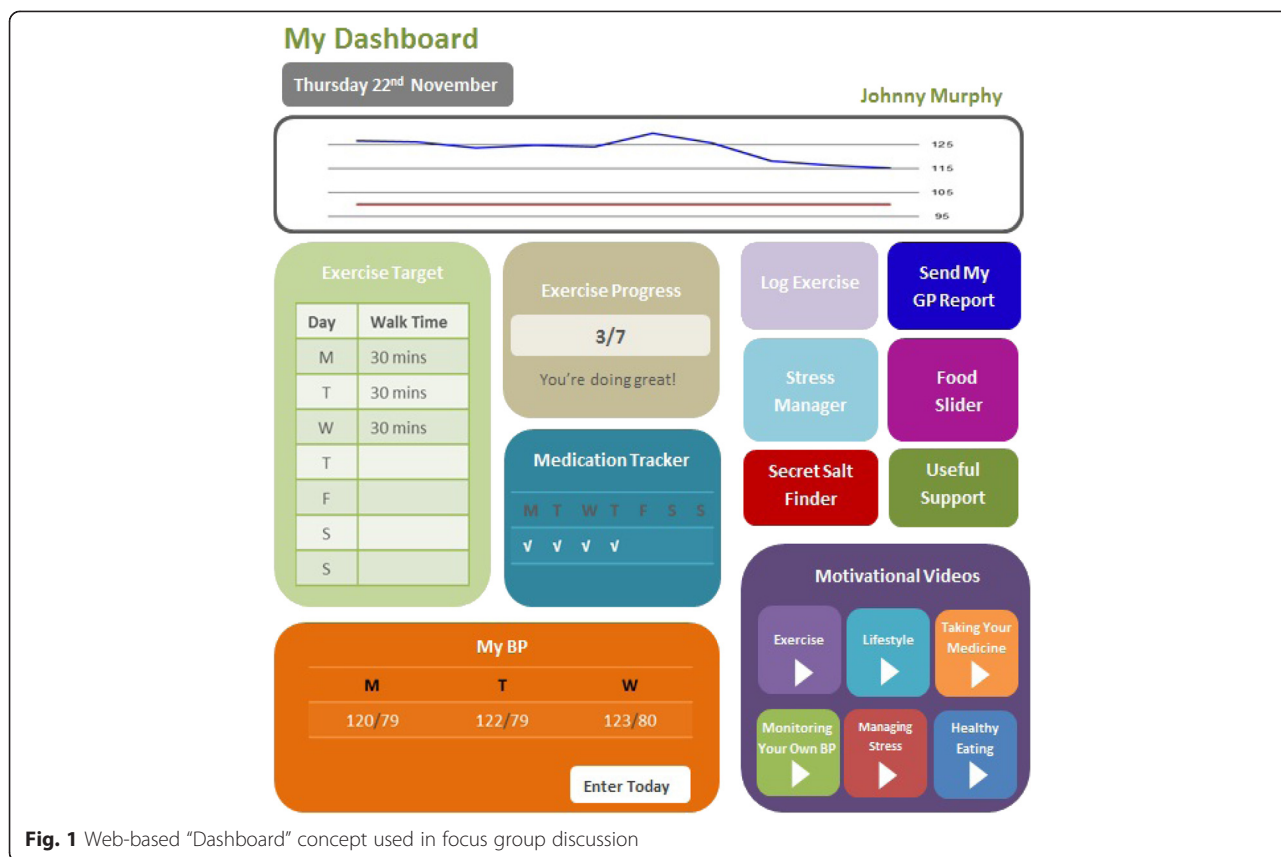 My Dashboard
Thursday 22nd November
Johnny Murphy
125
115
105
95
Exercise Target
Day Walk Time
M 30 mins
T 30 mins
W 30 mins
T
F
S
S
Exercise Progress
3/7
You're doing great!
Medication Tracker
M T W T F S S
√ √ √ √
Log Exercise
Send My
GP Report
Stress
Manager
Food
Slider
Secret Salt
Finder
Useful
Support
My BP
M T W
120/79 122/79 123/80
Enter Today
Motivational Videos
Exercise
Lifestyle
Taking Your
Medicine
Monitoring
Your Own BP
Managing
Stress
Healthy
Eating
Fig. 1 Web-based “Dashboard” concept used in focus group discussion